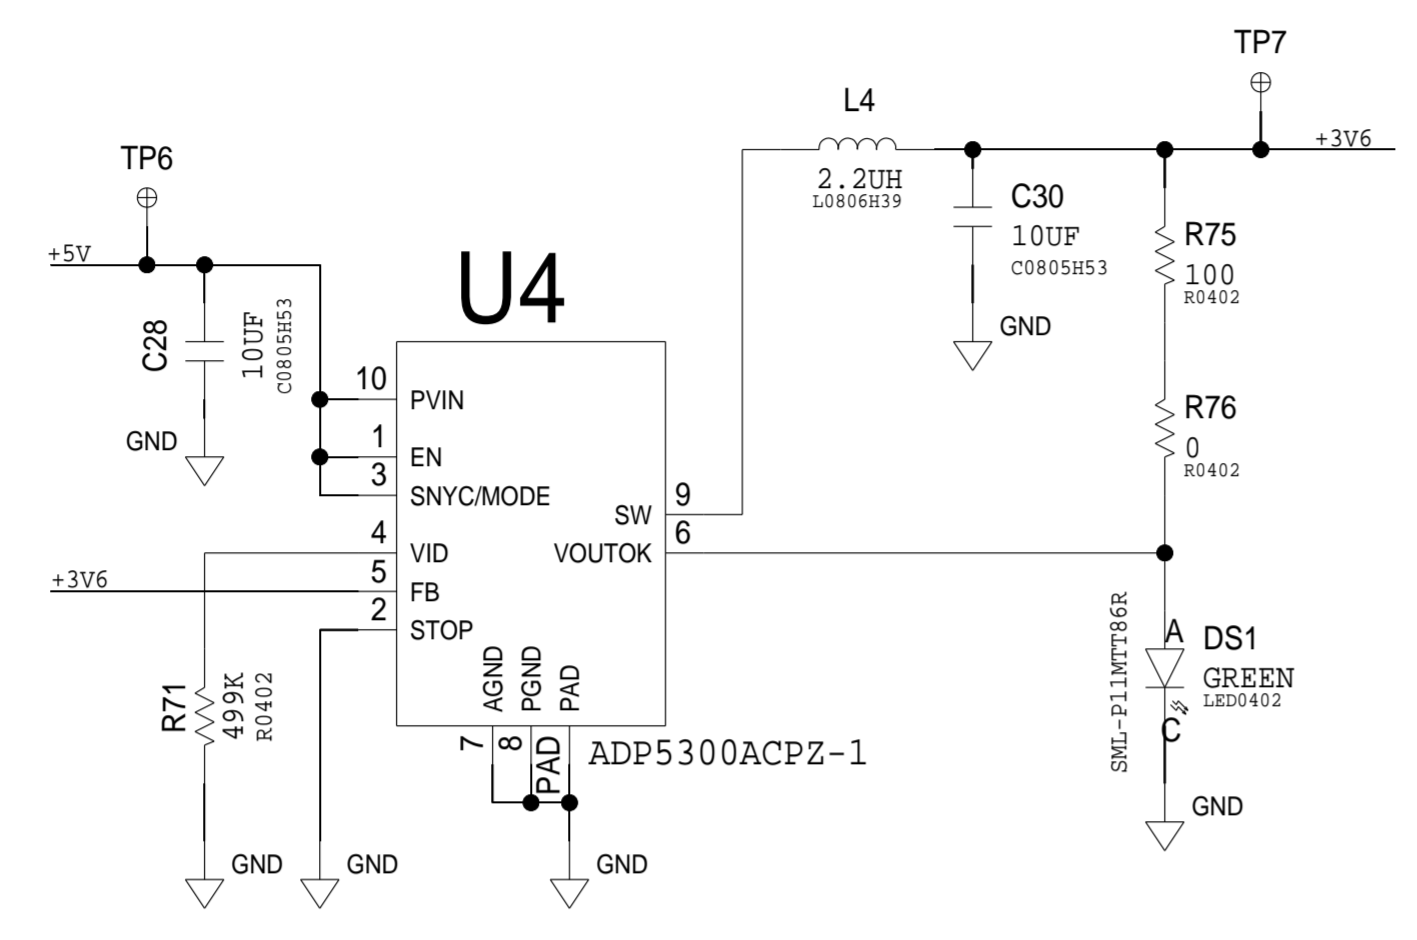 TP7
L4
+3V6
TP6
2.2UH
L0806H39
C30
10UF
C0805H53
R75
100
R0402
+5V
U4
C28
10UF
C0805H53
GND
GND
10
PVIN
1
EN
3
SNYC/MODE
R76
0
R0402
SW
9
4
VID
VOUTOK
6
+3V6
5
FB
2
STOP
SML-P11MTT86R
A
DS1
GREEN
LED0402
C
R71
499K
R0402
AGND
PGND
PAD
7
8
PAD
ADP5300ACPZ-1
GND
GND
GND
GND